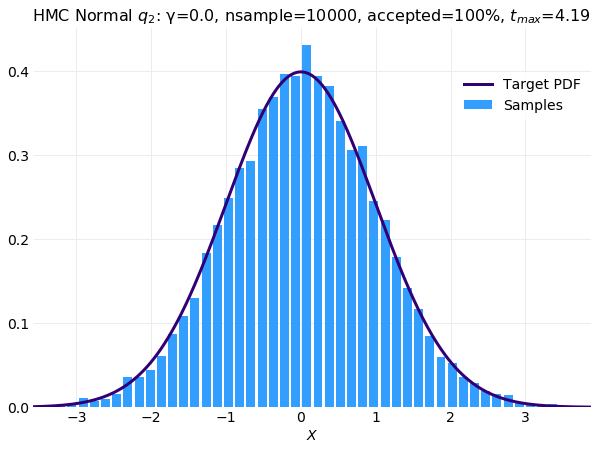 HMC Normal q₂: γ=0.0, nsample=10000, accepted=100%, tₘₐₓ=4.19
0.4
0.3
0.2
0.1
0.0
Target PDF
Samples
−3 −2 −1 0 1 2 3
X